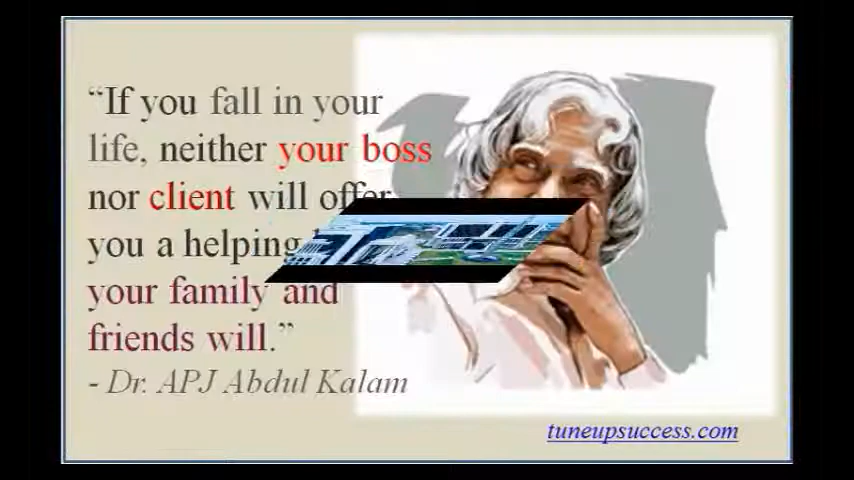 “If you fall in your
life, neither your boss
nor client will offer
you a helping
your family and
friends will.”
- Dr. APJ Abdul Kalam
tuneupsuccess.com